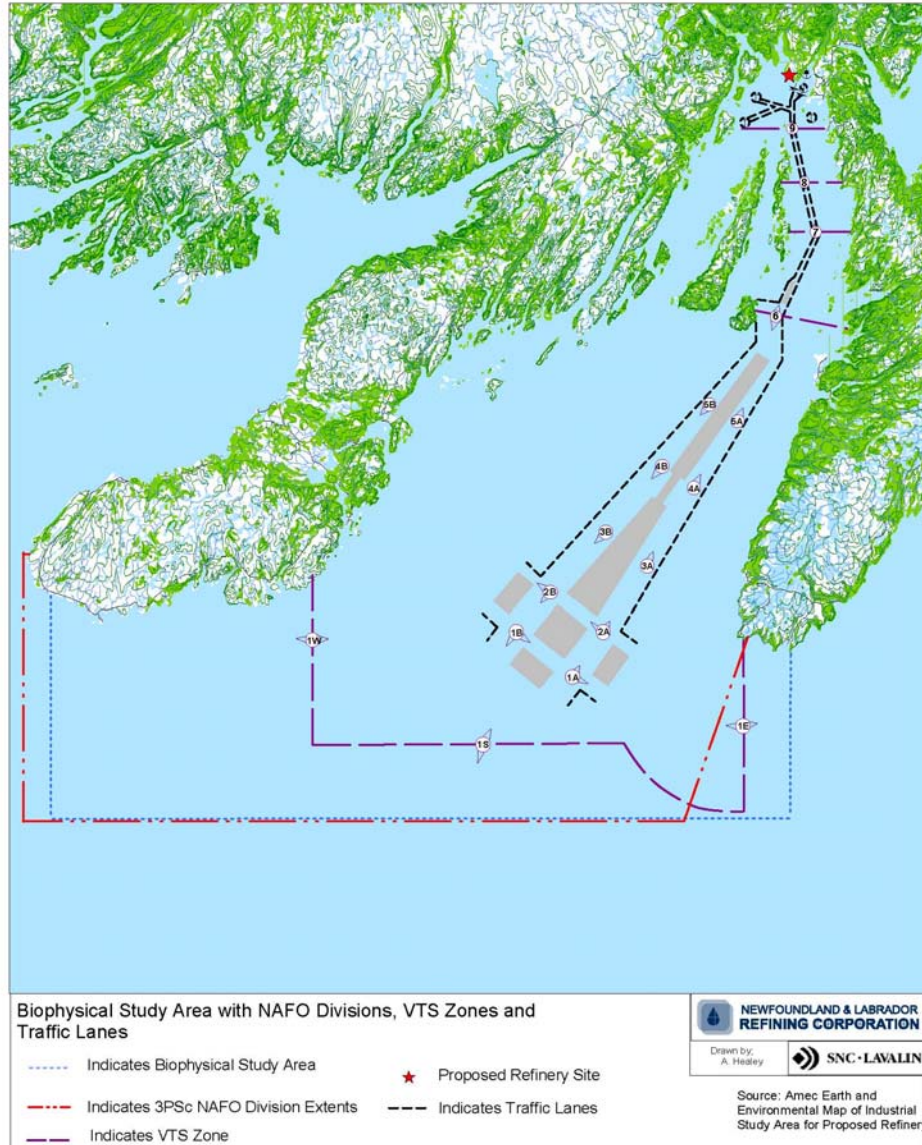 9
8
7
6
5B
5A
4B
4A
3B
3A
2B
1B
2A
1W
1A
1E
1S
Biophysical Study Area with NAFO Divisions, VTS Zones and
Traffic Lanes
Indicates Biophysical Study Area
Proposed Refinery Site
Indicates 3PSc NAFO Division Extents
Indicates Traffic Lanes
Indicates VTS Zone
NEWFOUNDLAND & LABRADOR
REFINING CORPORATION
Drawn by;
A. Healey
SNC·LAVALIN
Source: Amec Earth and
Environmental Map of Industrial
Study Area for Proposed Refiner